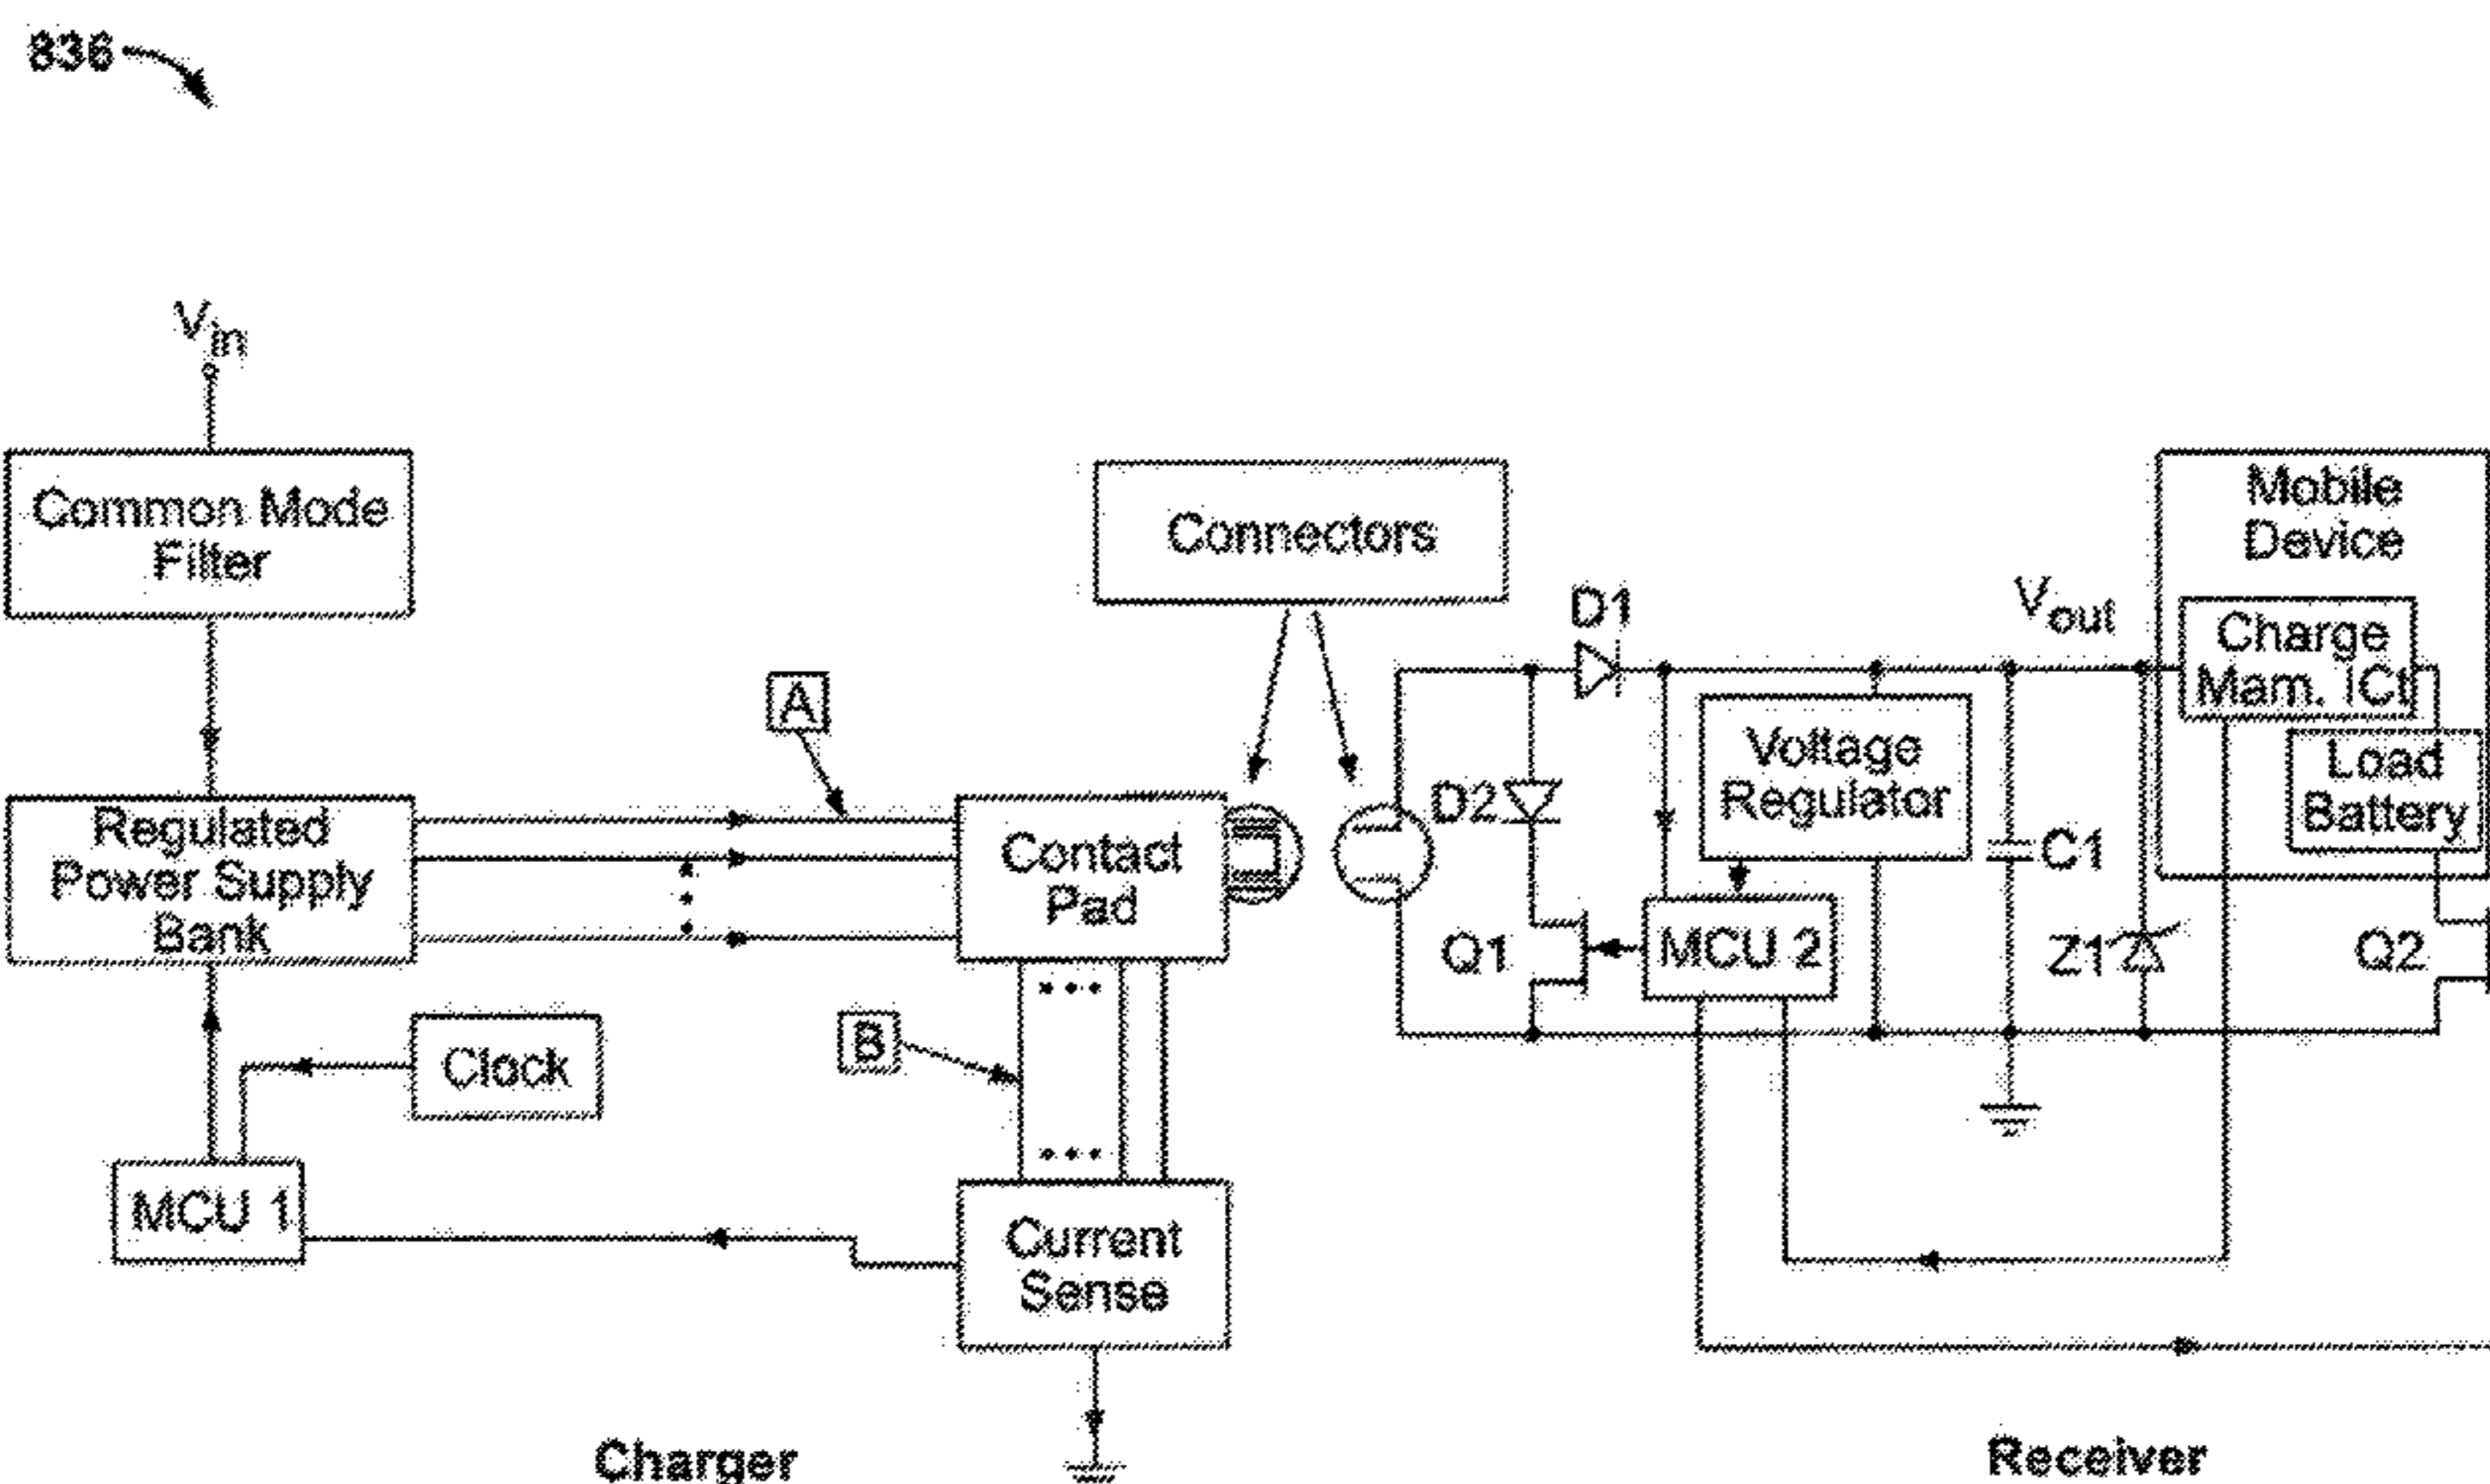 836
Vin
Common Mode
Filter
Connectors
Mobile
Device
D1
Vout
Charge
Mam. ICt
A
Voltage
Regulator
Load
Battery
D2
Regulated
Power Supply
Bank
Contact
Pad
C1
Q1
MCU 2
Z1
Q2
B
Clock
MCU 1
Current
Sense
Charger
Receiver